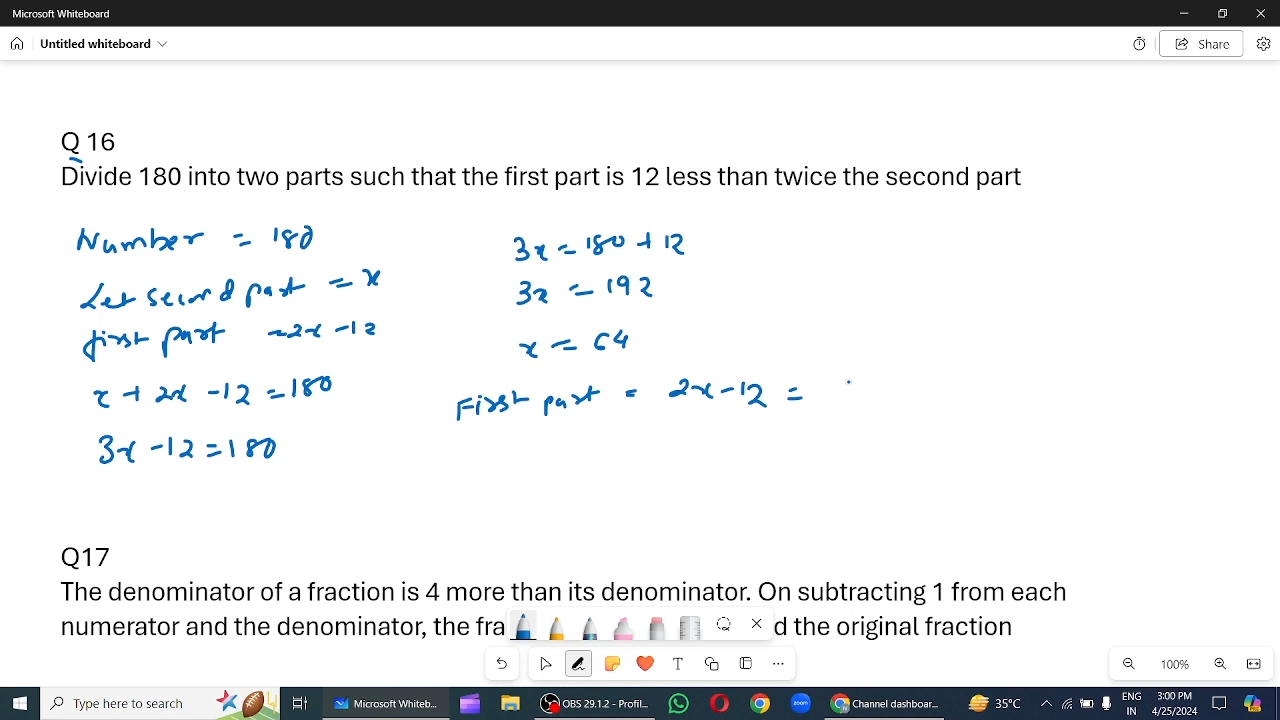 Microsoft Whiteboard
Untitled whiteboard
Share
Q 16
Divide 180 into two parts such that the first part is 12 less than twice the second part
Number = 180
Let second part = x
first part = 2x - 12
x + 2x - 12 = 180
3x - 12 = 180
3x = 180 + 12
3x = 192
x = 64
First part = 2x - 12 =
Q17
The denominator of a fraction is 4 more than its denominator. On subtracting 1 from each
numerator and the denominator, the fra d the original fraction
100%
Type here to search
Microsoft Whiteb...
OBS 29.1.2 - Profil...
zoom
Channel dashboar...
35°C
ENG
IN
3:00 PM
4/25/2024